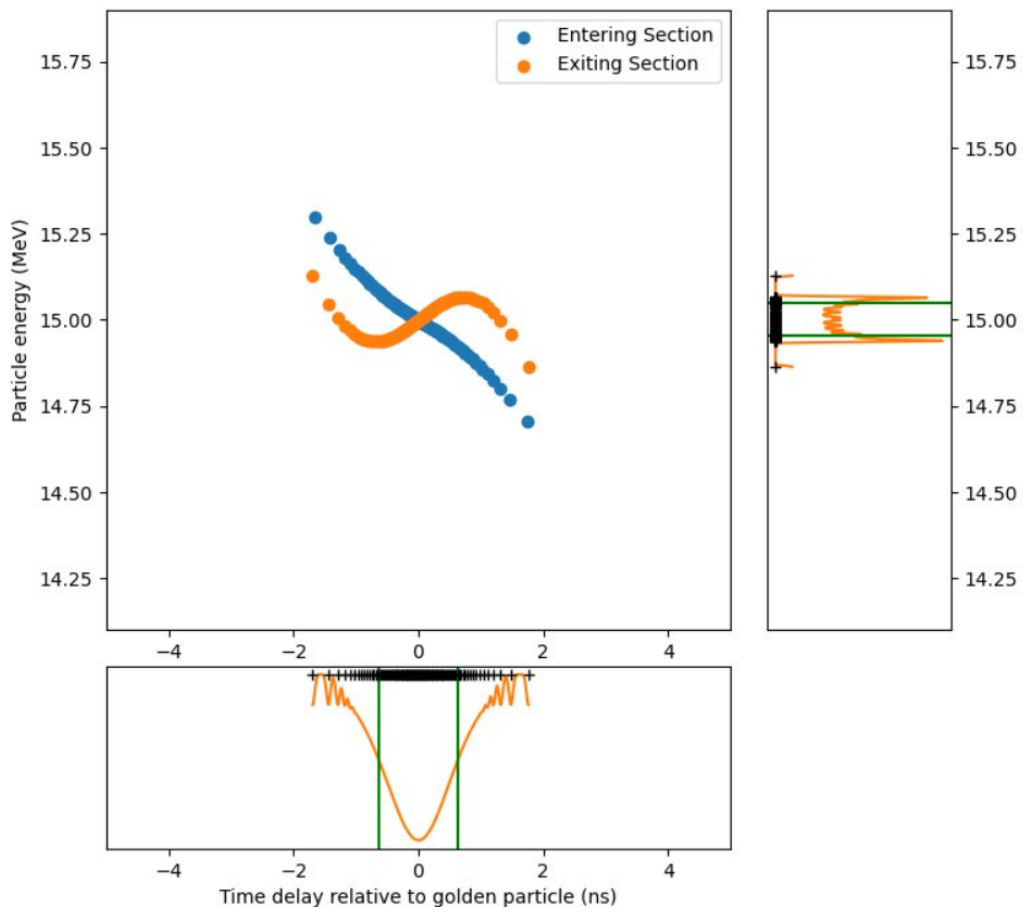 Entering Section
Exiting Section
Particle energy (MeV)
15.75
15.50
15.25
15.00
14.75
14.50
14.25
−4 −2 0 2 4
15.75
15.50
15.25
15.00
14.75
14.50
14.25
−4 −2 0 2 4
Time delay relative to golden particle (ns)